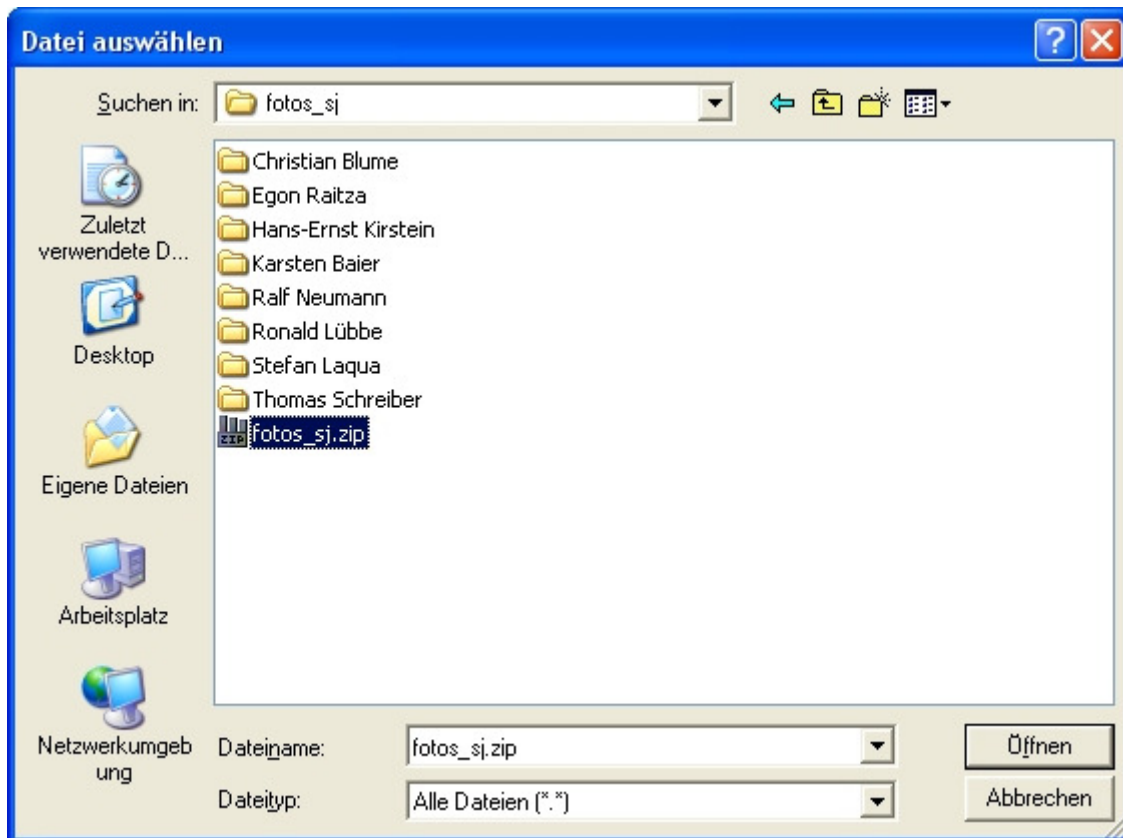 Datei auswählen
Suchen in:
fotos_sj
Zuletzt
verwendete D...
Desktop
Eigene Dateien
Arbeitsplatz
Netzwerkumgeb
ung
Christian Blume
Egon Raitza
Hans-Ernst Kirstein
Karsten Baier
Ralf Neumann
Ronald Lübbe
Stefan Laqua
Thomas Schreiber
ZIP
fotos_sj.zip
Dateiname:
fotos_sj.zip
Öffnen
Dateityp:
Alle Dateien (*.*)
Abbrechen